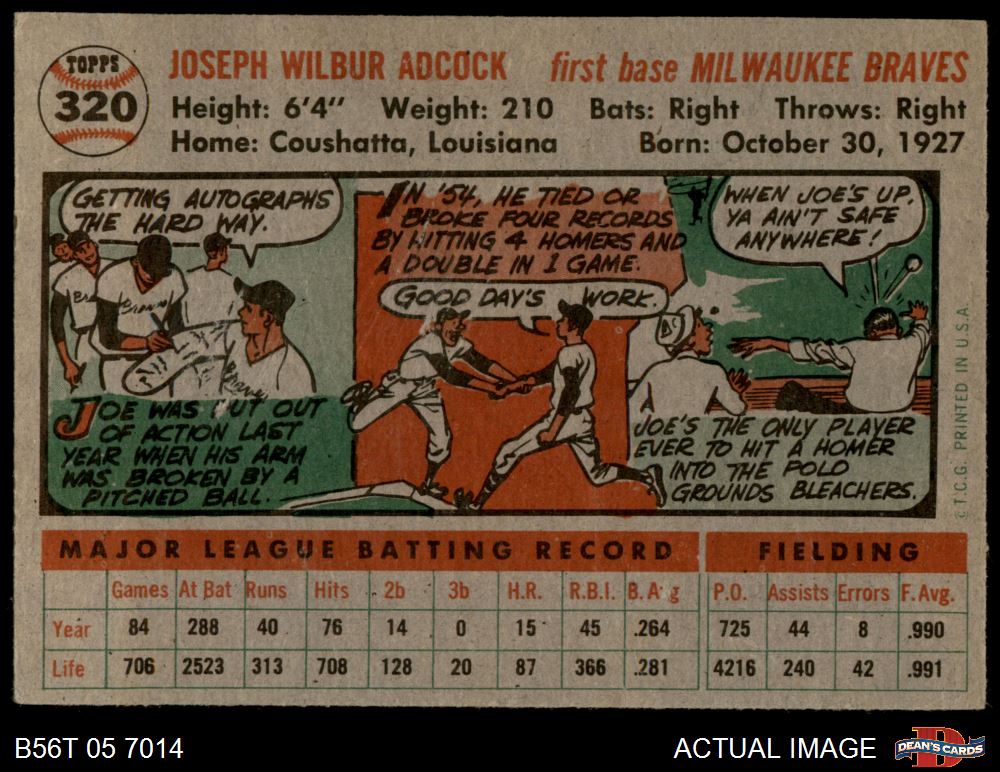 TOPPS
320
JOSEPH WILBUR ADCOCK first base MILWAUKEE BRAVES
Height: 6'4" Weight: 210 Bats: Right Throws: Right
Home: Coushatta, Louisiana Born: October 30, 1927
GETTING AUTOGRAPHS
THE HARD WAY.
JOE WAS PUT OUT
OF ACTION LAST
YEAR WHEN HIS ARM
WAS BROKEN BY A
PITCHED BALL.
IN '54, HE TIED OR
BROKE FOUR RECORDS
BY HITTING 4 HOMERS AND
A DOUBLE IN 1 GAME.
GOOD DAY'S WORK.
WHEN JOE'S UP,
YA AIN'T SAFE
ANYWHERE!
JOE'S THE ONLY PLAYER
EVER TO HIT A HOMER
INTO THE POLO
GROUNDS BLEACHERS.
©T.C.G. PRINTED IN U.S.A.
MAJOR LEAGUE BATTING RECORD FIELDING
Games At Bat Runs Hits 2b 3b H.R. R.B.I. B.Avg P.O. Assists Errors F.Avg.
Year 84 288 40 76 14 0 15 45 .264 725 44 8 .990
Life 706 2523 313 708 128 20 87 366 .281 4216 240 42 .991
B56T 05 7014 ACTUAL IMAGE DEAN'S CARDS